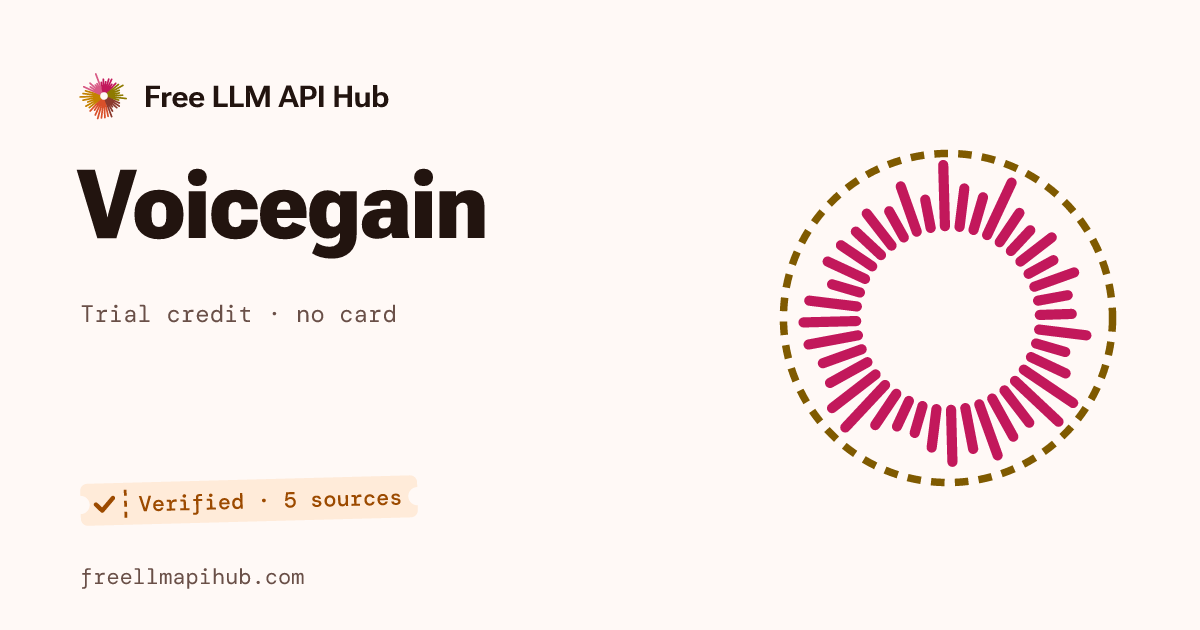 Free LLM API Hub
Voicegain
Trial credit · no card
Verified · 5 sources
freellmapihub.com